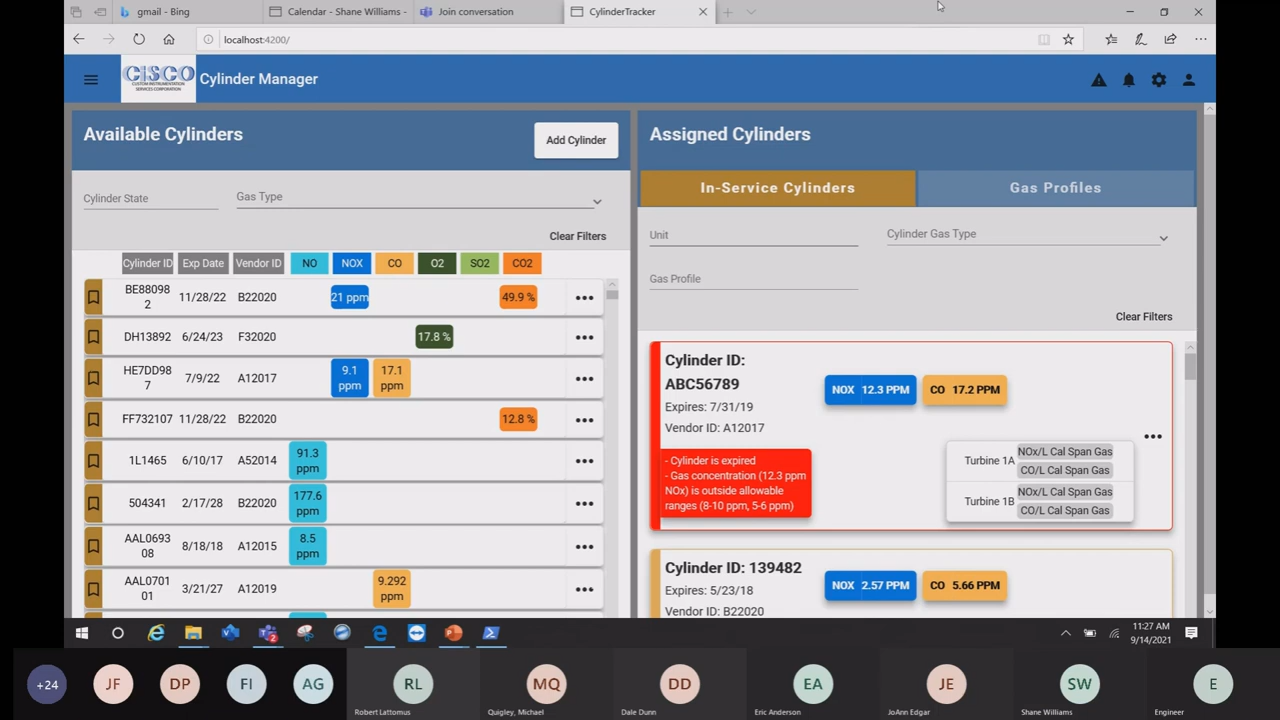 gmail - Bing
Calendar - Shane Williams -
Join conversation
CylinderTracker
localhost:4200/
CISCO
CUSTOM INSTRUMENTATION
SERVICES CORPORATION
Cylinder Manager
Available Cylinders
Add Cylinder
Cylinder State
Gas Type
Clear Filters
Cylinder ID Exp Date Vendor ID NO NOX CO O2 SO2 CO2
BE88098
2
11/28/22 B22020
21 ppm
49.9 %
DH13892 6/24/23 F32020
17.8 %
HE7DD98
7
7/9/22 A12017
9.1
ppm
17.1
ppm
FF732107 11/28/22 B22020
12.8 %
1L1465 6/10/17 A52014
91.3
ppm
504341 2/17/28 B22020
177.6
ppm
AAL0693
08
8/18/18 A12015
8.5
ppm
AAL0701
01
3/21/27 A12019
9.292
ppm
Assigned Cylinders
In-Service Cylinders
Gas Profiles
Unit
Cylinder Gas Type
Gas Profile
Clear Filters
Cylinder ID:
ABC56789
Expires: 7/31/19
Vendor ID: A12017
NOX 12.3 PPM
CO 17.2 PPM
- Cylinder is expired
- Gas concentration (12.3 ppm
NOx) is outside allowable
ranges (8-10 ppm, 5-6 ppm)
Turbine 1A
NOx/L Cal Span Gas
CO/L Cal Span Gas
Turbine 1B
NOx/L Cal Span Gas
CO/L Cal Span Gas
Cylinder ID: 139482
Expires: 5/23/18
Vendor ID: B22020
NOX 2.57 PPM
CO 5.66 PPM
11:27 AM
9/14/2021
+24
JF
DP
FI
AG
RL
Robert Lattomus
MQ
Quigley, Michael
DD
Dale Dunn
EA
Eric Anderson
JE
JoAnn Edgar
SW
Shane Williams
E
Engineer